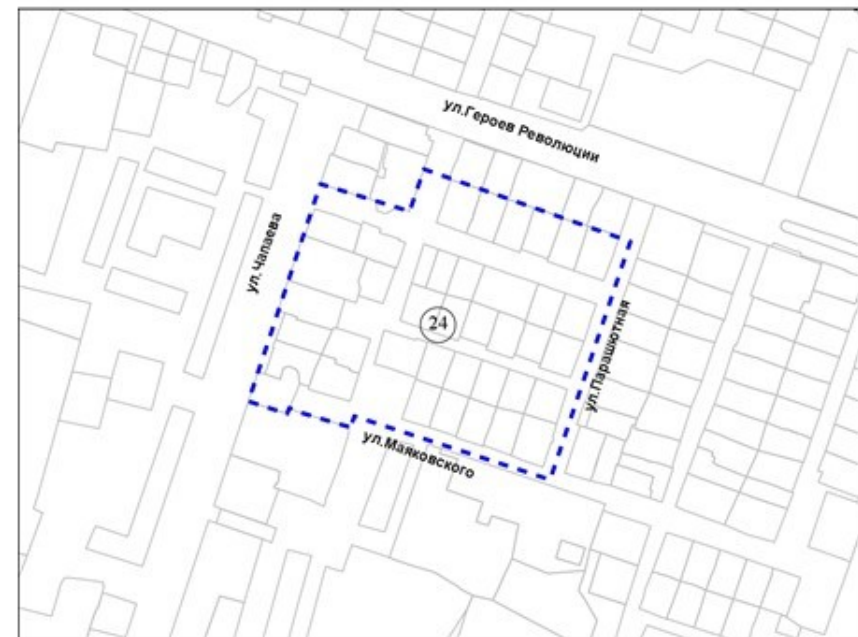 ул.Героев Революции
ул.Чапаева
24
ул.Парашютная
ул.Маяковского